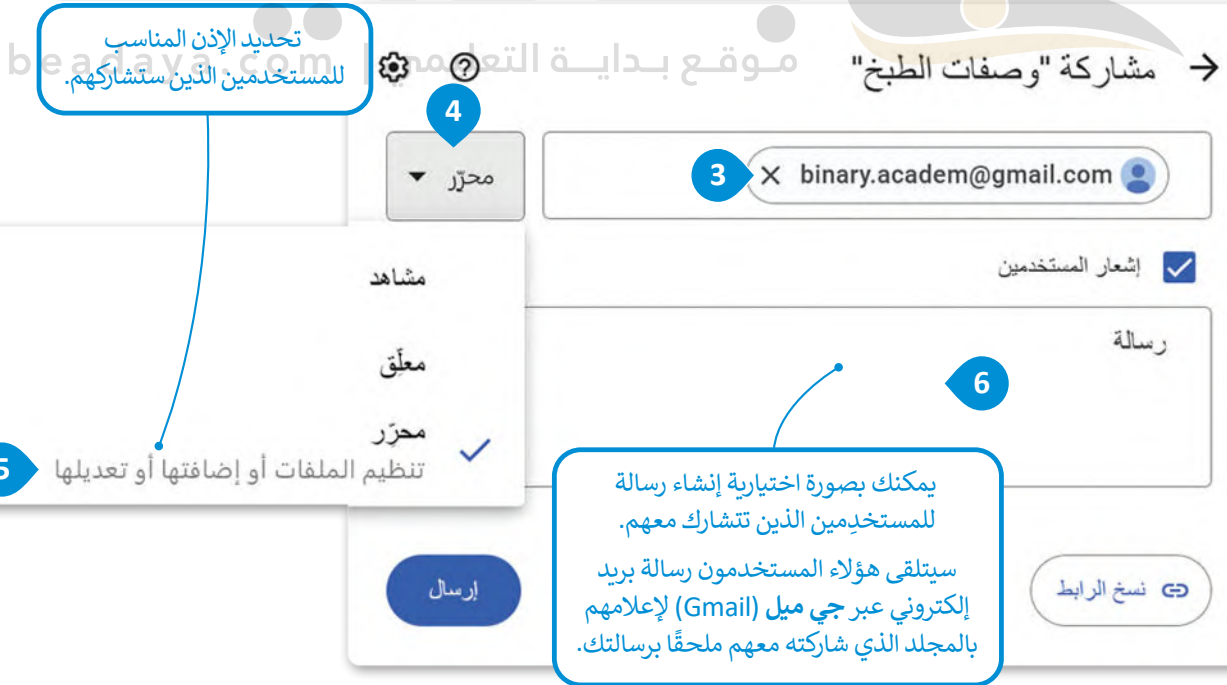 موقع بداية التعليمي | beadaya.com
تحديد الإذن المناسب
للمستخدمين الذين ستشاركهم.
مشاركة "وصفات الطبخ"
4
محرّر
3
binary.academ@gmail.com
إشعار المستخدمين
مشاهد
معلّق
محرّر
تنظيم الملفات أو إضافتها أو تعديلها
5
رسالة
6
يمكنك بصورة اختيارية إنشاء رسالة
للمستخدِمين الذين تتشارك معهم.
سيتلقى هؤلاء المستخدمون رسالة بريد
إلكتروني عبر جي ميل (Gmail) لإعلامهم
بالمجلد الذي شاركته معهم ملحقًا برسالتك.
نسخ الرابط
إرسال